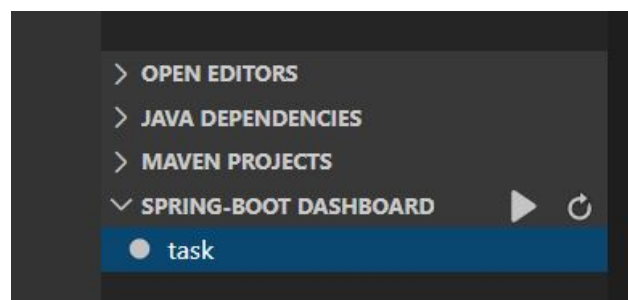 OPEN EDITORS
JAVA DEPENDENCIES
MAVEN PROJECTS
SPRING-BOOT DASHBOARD
task